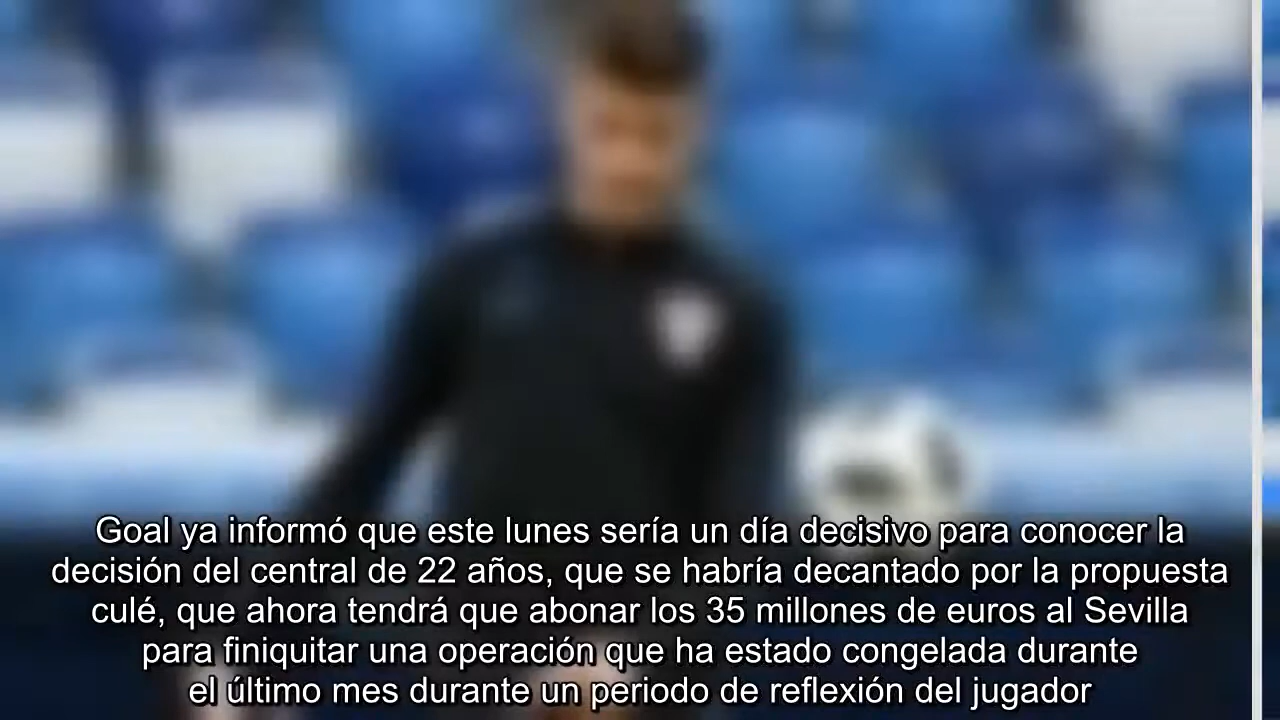 Goal ya informó que este lunes sería un día decisivo para conocer la
decisión del central de 22 años, que se habría decantado por la propuesta
culé, que ahora tendrá que abonar los 35 millones de euros al Sevilla
para finiquitar una operación que ha estado congelada durante
el último mes durante un periodo de reflexión del jugador